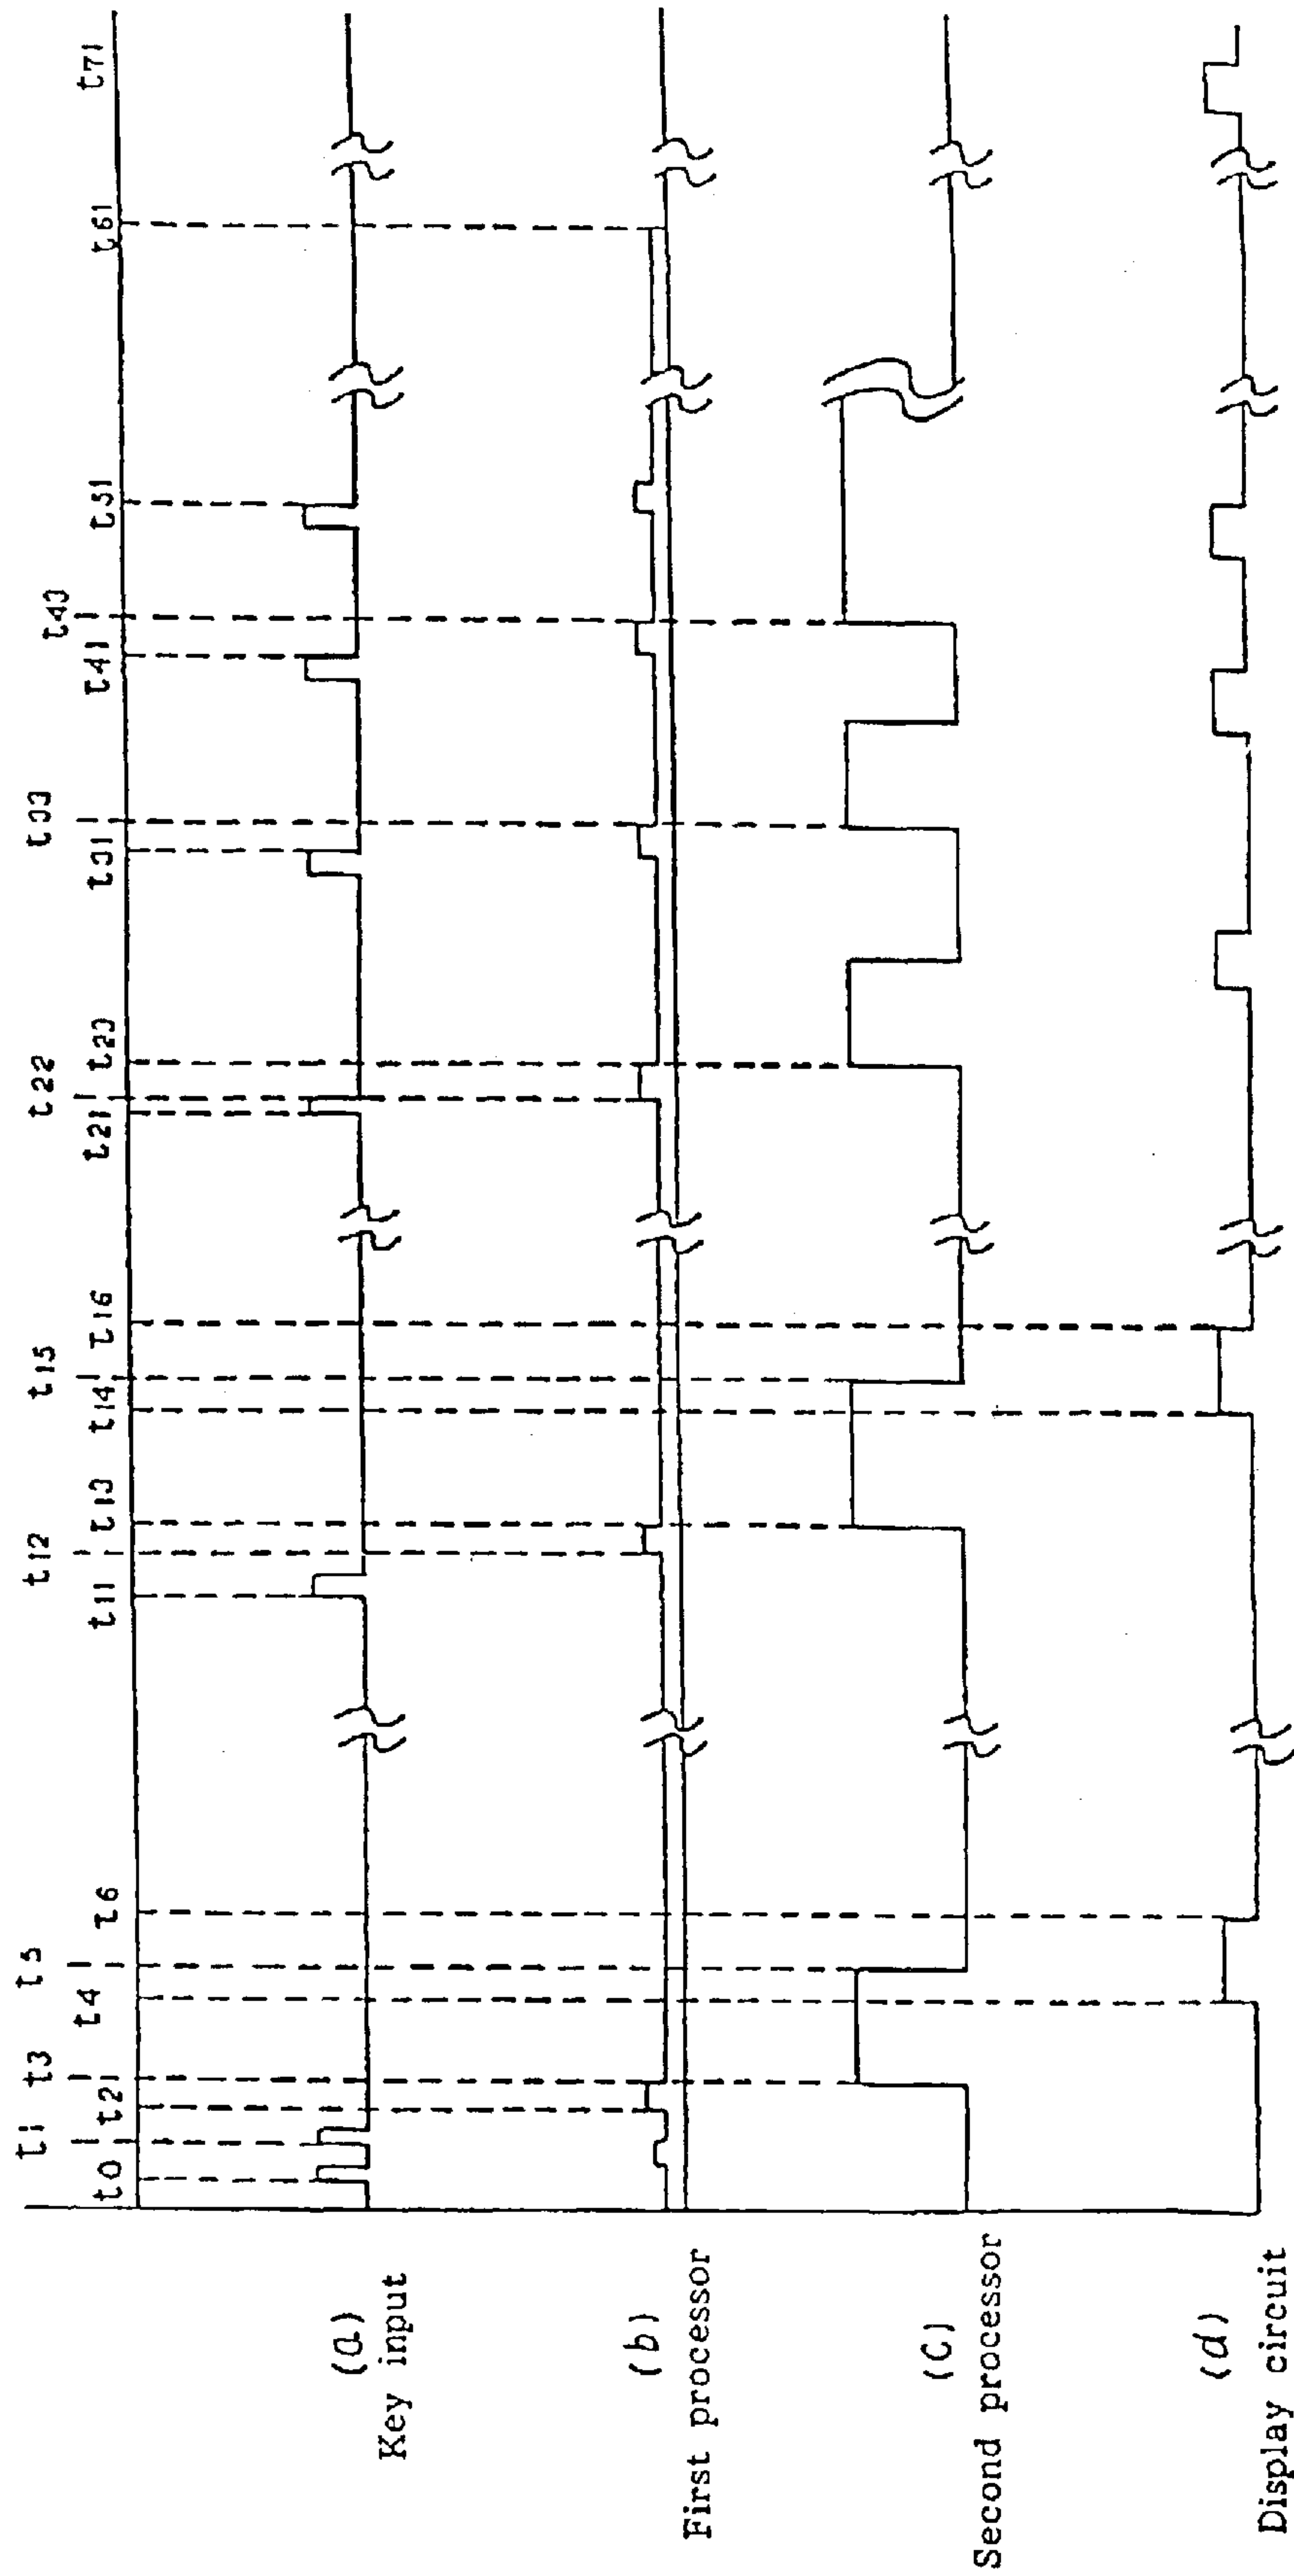 t1 t3 t5 t12 t15 t22 t33 t43
t0 t2 t4 t6 t11 t13 t14 t16 t21 t23 t31 t41 t51 t61 t71
(a)
Key input
(b)
First processor
(C)
Second processor
(d)
Display circuit